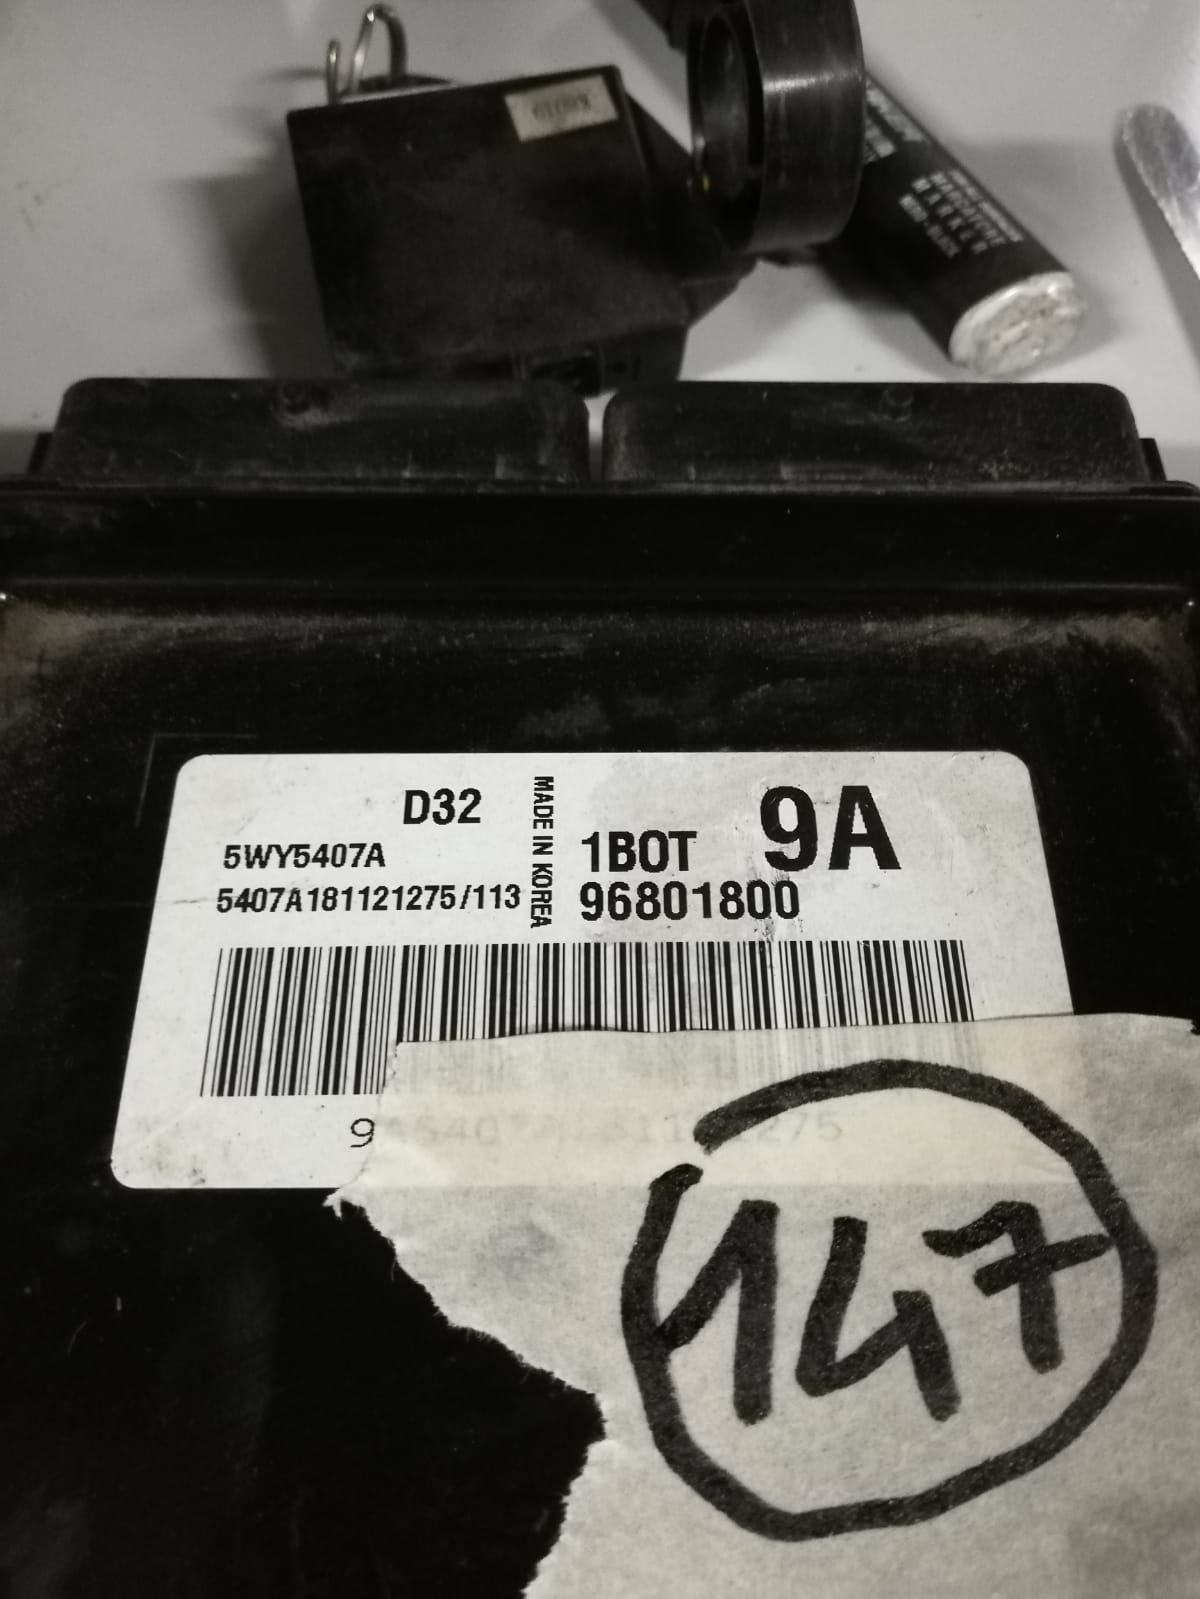 D32
5WY5407A
5407A181121275/113
MADE IN KOREA
1BOT
9A
96801800
147